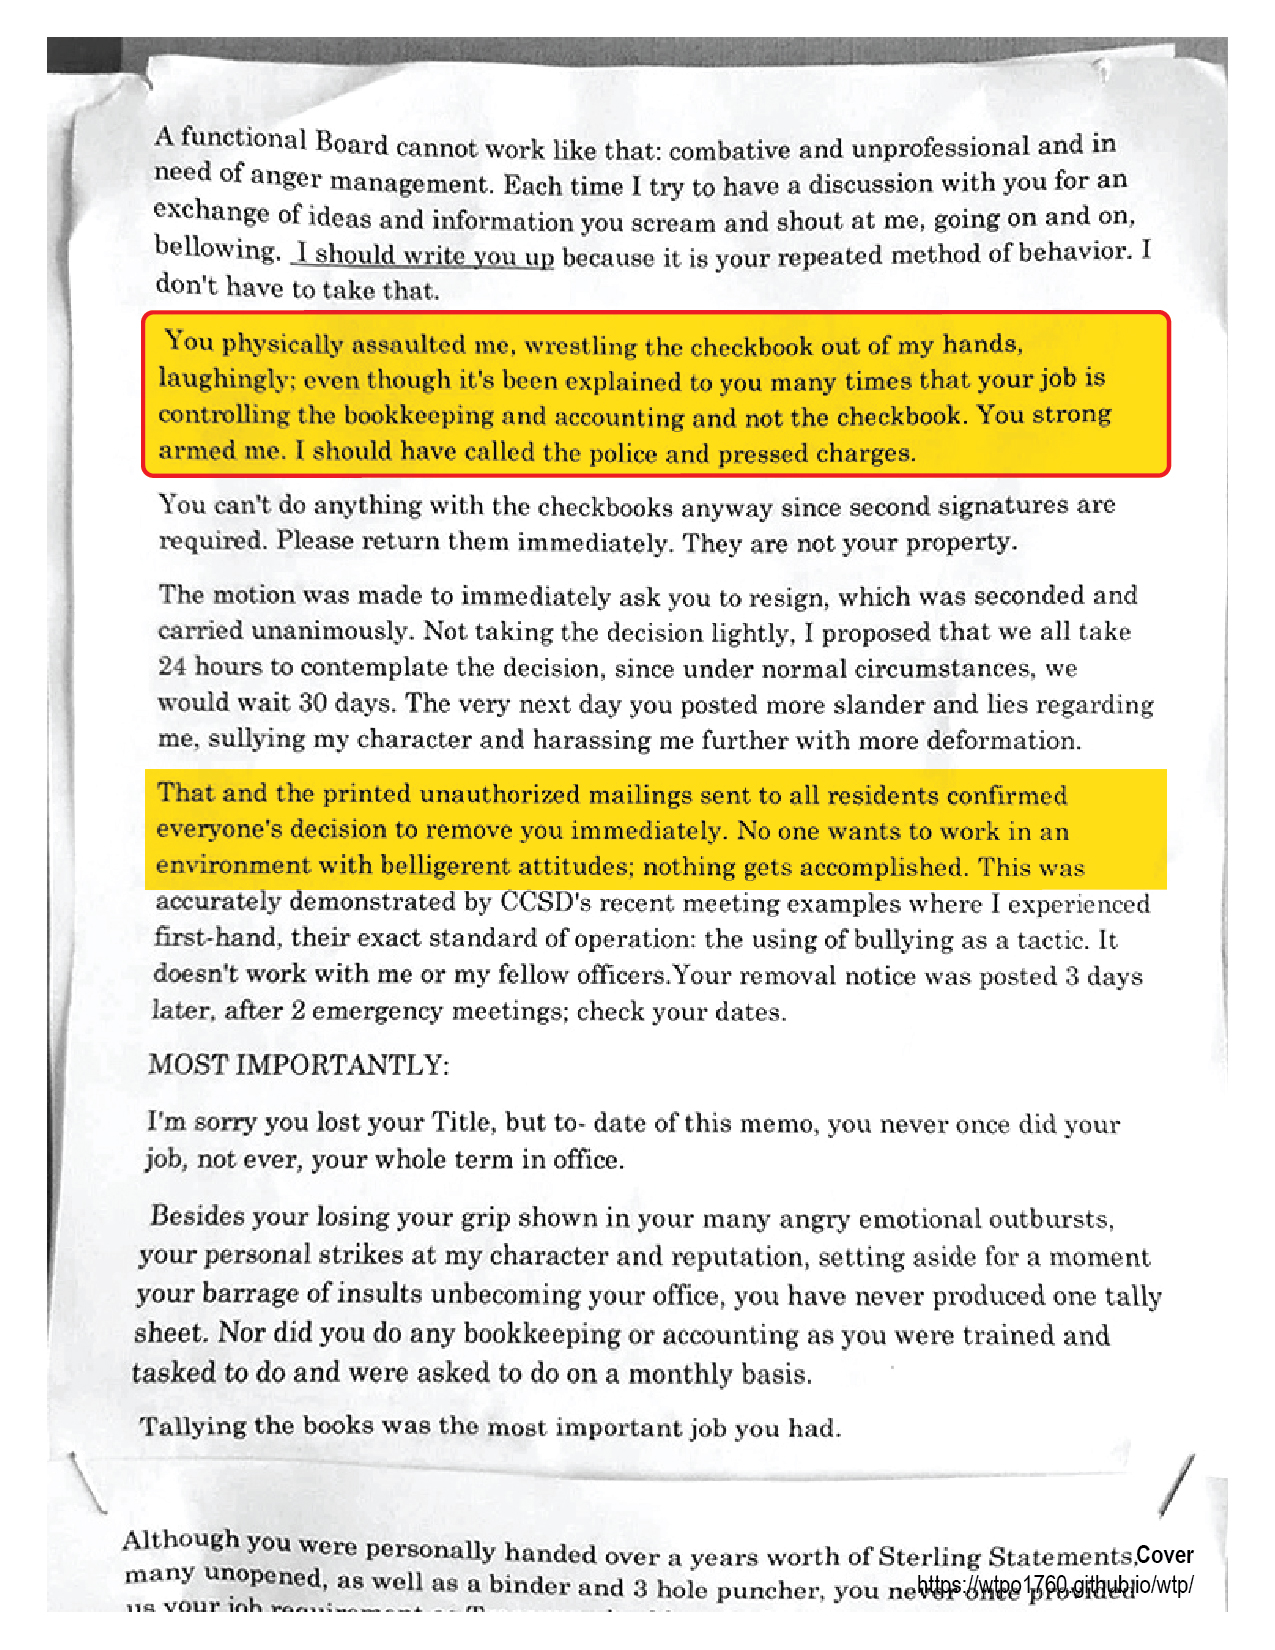 A functional Board cannot work like that: combative and unprofessional and in
need of anger management. Each time I try to have a discussion with you for an
exchange of ideas and information you scream and shout at me, going on and on,
bellowing. I should write you up because it is your repeated method of behavior. I
don't have to take that.
You physically assaulted me, wrestling the checkbook out of my hands,
laughingly; even though it's been explained to you many times that your job is
controlling the bookkeeping and accounting and not the checkbook. You strong
armed me. I should have called the police and pressed charges.
You can't do anything with the checkbooks anyway since second signatures are
required. Please return them immediately. They are not your property.
The motion was made to immediately ask you to resign, which was seconded and
carried unanimously. Not taking the decision lightly, I proposed that we all take
24 hours to contemplate the decision, since under normal circumstances, we
would wait 30 days. The very next day you posted more slander and lies regarding
me, sullying my character and harassing me further with more deformation.
That and the printed unauthorized mailings sent to all residents confirmed
everyone's decision to remove you immediately. No one wants to work in an
environment with belligerent attitudes; nothing gets accomplished. This was
accurately demonstrated by CCSD's recent meeting examples where I experienced
first-hand, their exact standard of operation: the using of bullying as a tactic. It
doesn't work with me or my fellow officers.Your removal notice was posted 3 days
later, after 2 emergency meetings; check your dates.
MOST IMPORTANTLY:
I'm sorry you lost your Title, but to- date of this memo, you never once did your
job, not ever, your whole term in office.
Besides your losing your grip shown in your many angry emotional outbursts,
your personal strikes at my character and reputation, setting aside for a moment
your barrage of insults unbecoming your office, you have never produced one tally
sheet. Nor did you do any bookkeeping or accounting as you were trained and
tasked to do and were asked to do on a monthly basis.
Tallying the books was the most important job you had.
Although you were personally handed over a years worth of Sterling Statements,
many unopened, as well as a binder and 3 hole puncher, you never once provided
us your job
Cover
https://wtpo1760.github.io/wtp/